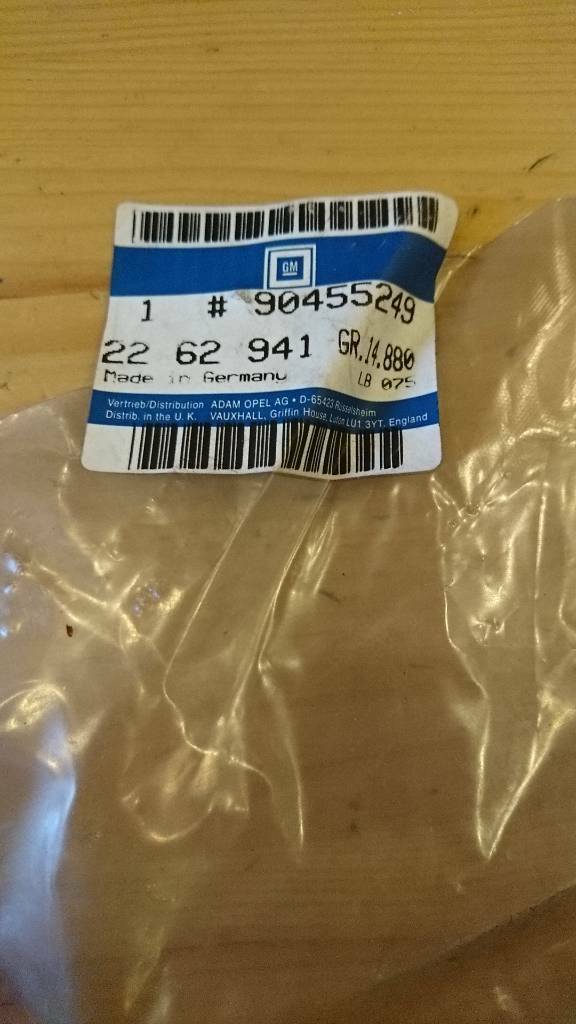 GM
1 # 90455249
22 62 941 GR.14.880
Made in Germany LB 075
Vertrieb/Distribution ADAM OPEL AG • D-65423 Rüsselsheim
Distrib. in the U. K. VAUXHALL, Griffin House, Luton LU1 3YT, England